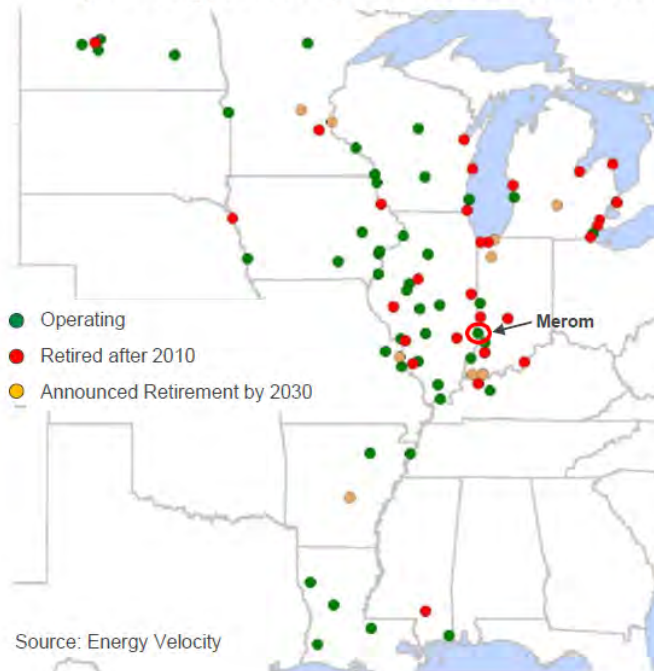 Merom
Operating
Retired after 2010
Announced Retirement by 2030
Source: Energy Velocity